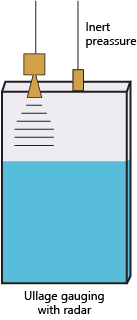 Inert
preassure
Ullage gauging
with radar